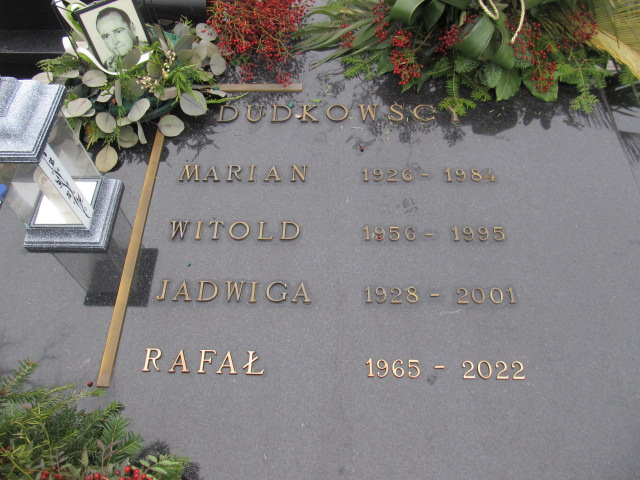 DUDKOWSCY
MARIAN 1926 - 1984
WITOLD 1956 - 1995
JADWIGA 1928 - 2001
RAFAŁ 1965 - 2022